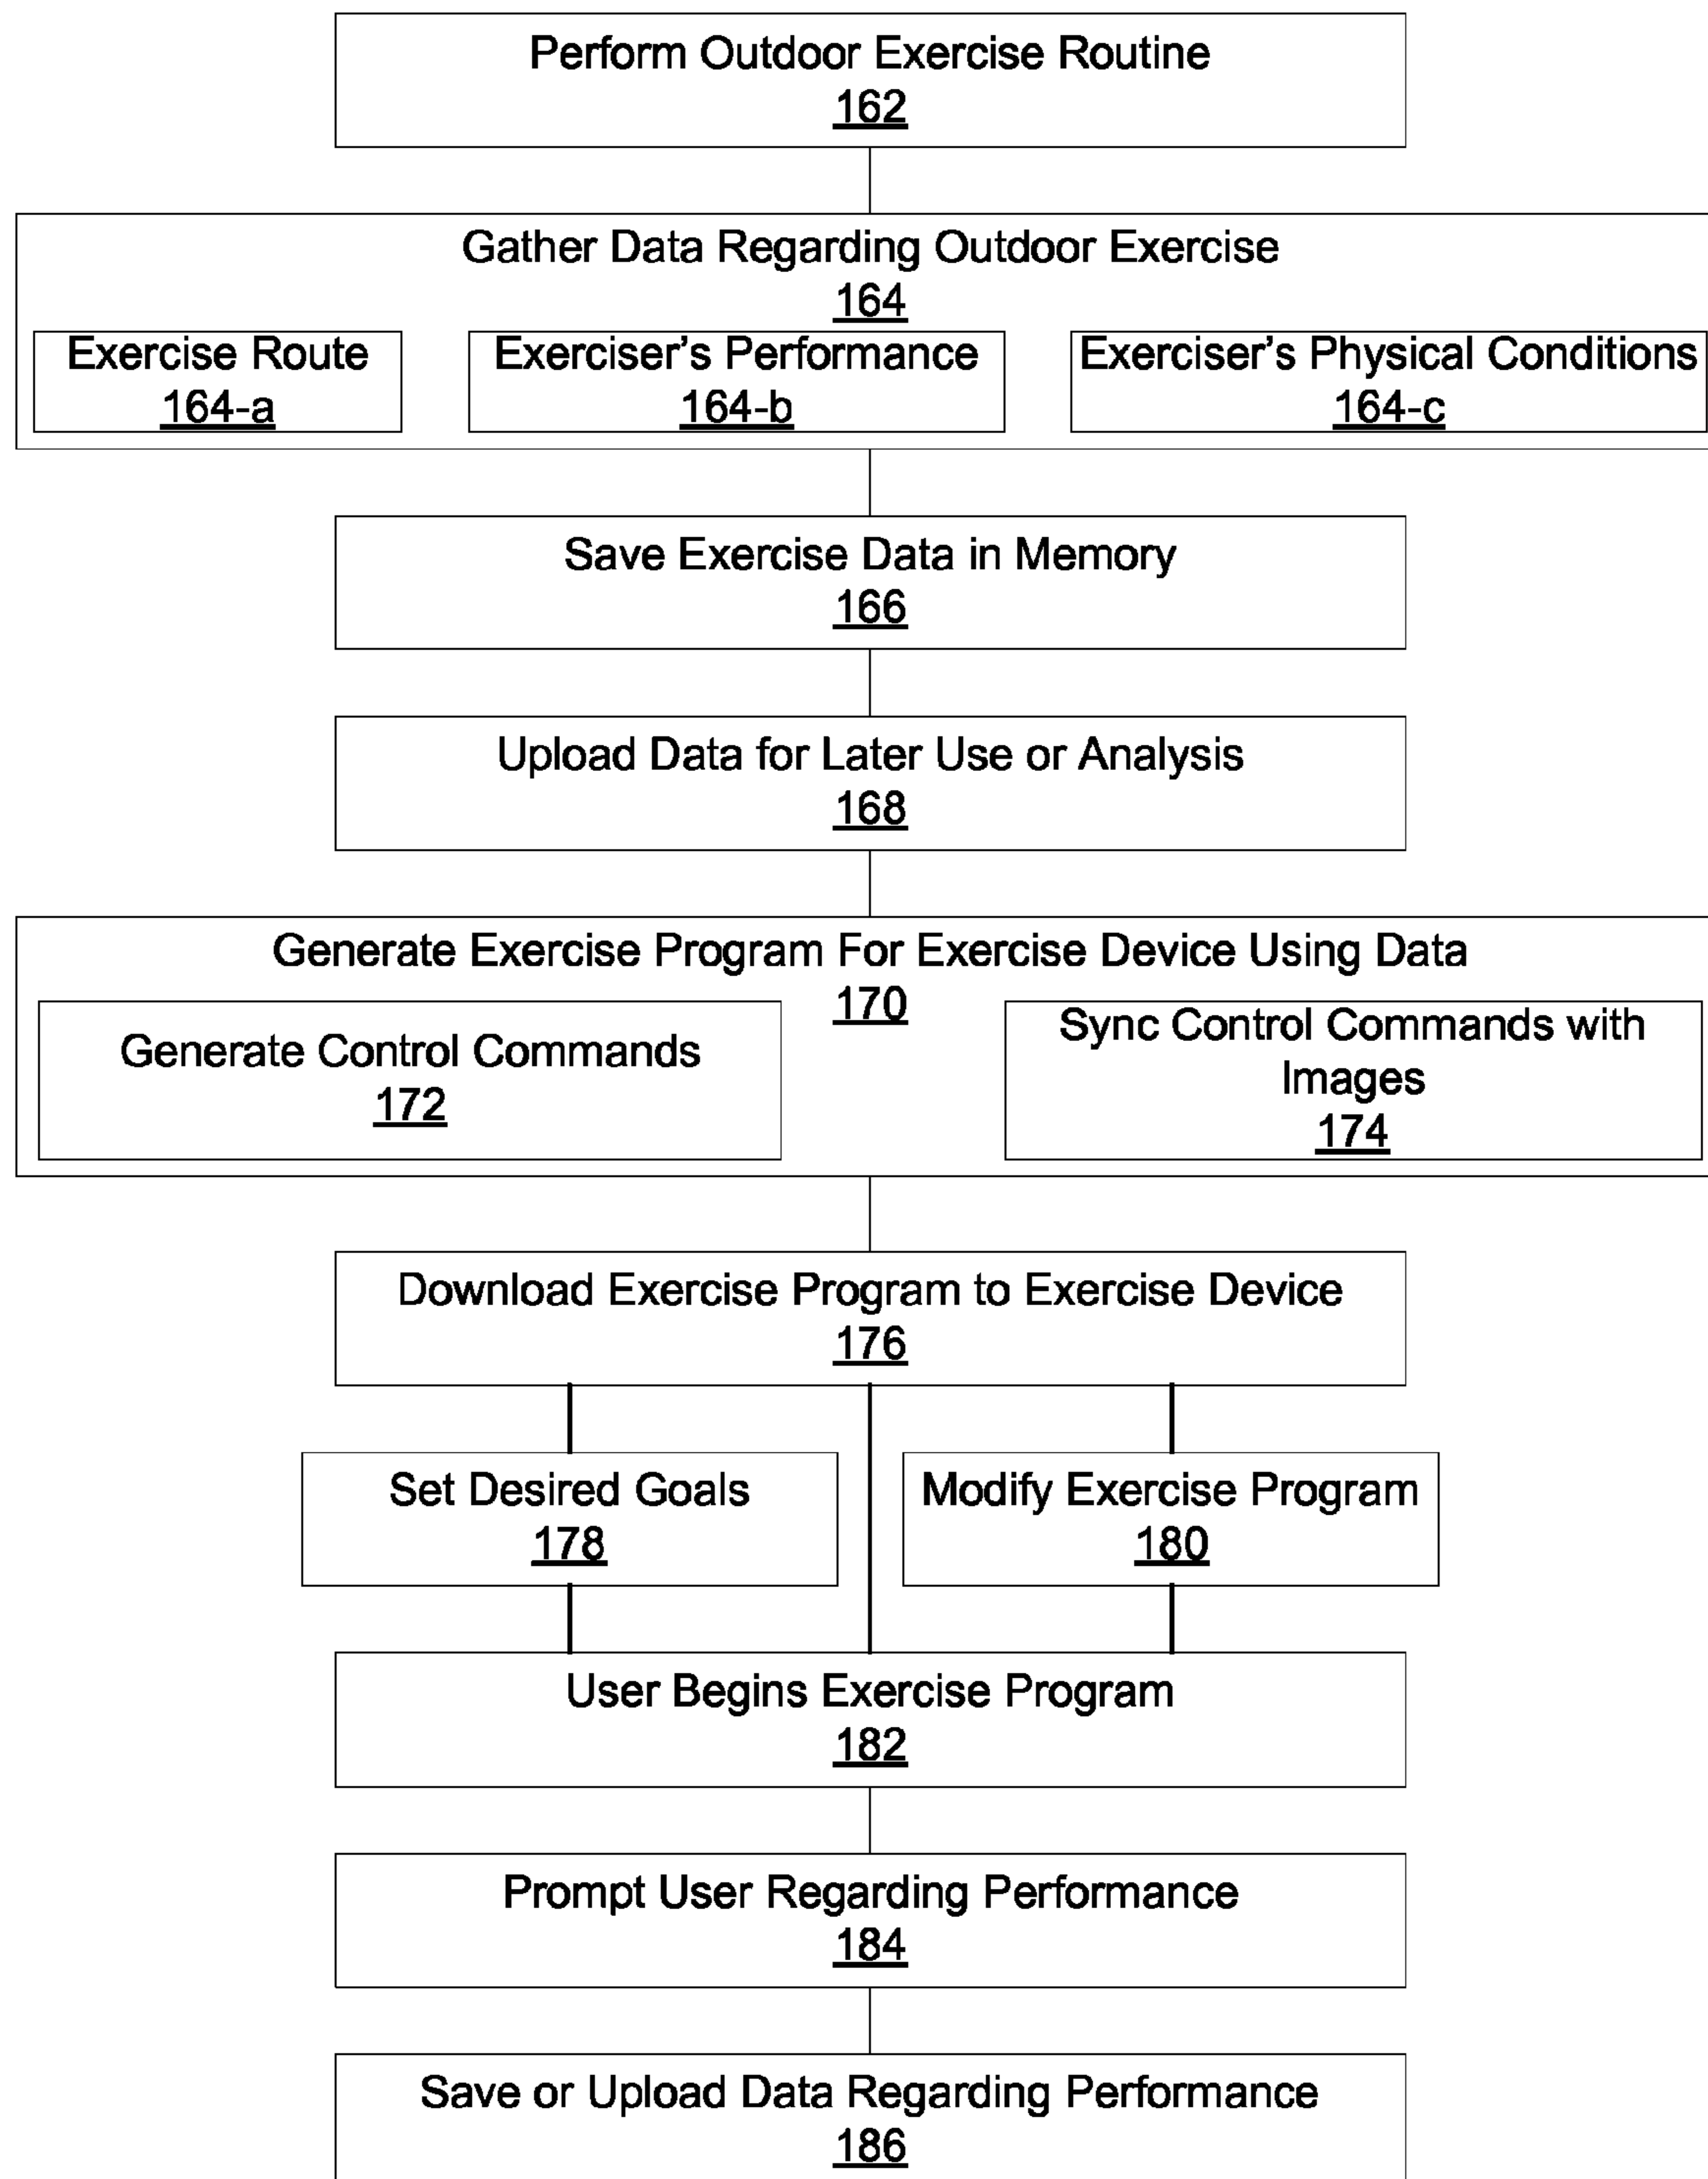 Perform Outdoor Exercise Routine
162
Gather Data Regarding Outdoor Exercise
164
Exercise Route
164-a
Exerciser's Performance
164-b
Exerciser's Physical Conditions
164-c
Save Exercise Data in Memory
166
Upload Data for Later Use or Analysis
168
Generate Exercise Program For Exercise Device Using Data
170
Generate Control Commands
172
Sync Control Commands with
Images
174
Download Exercise Program to Exercise Device
176
Set Desired Goals
178
Modify Exercise Program
180
User Begins Exercise Program
182
Prompt User Regarding Performance
184
Save or Upload Data Regarding Performance
186